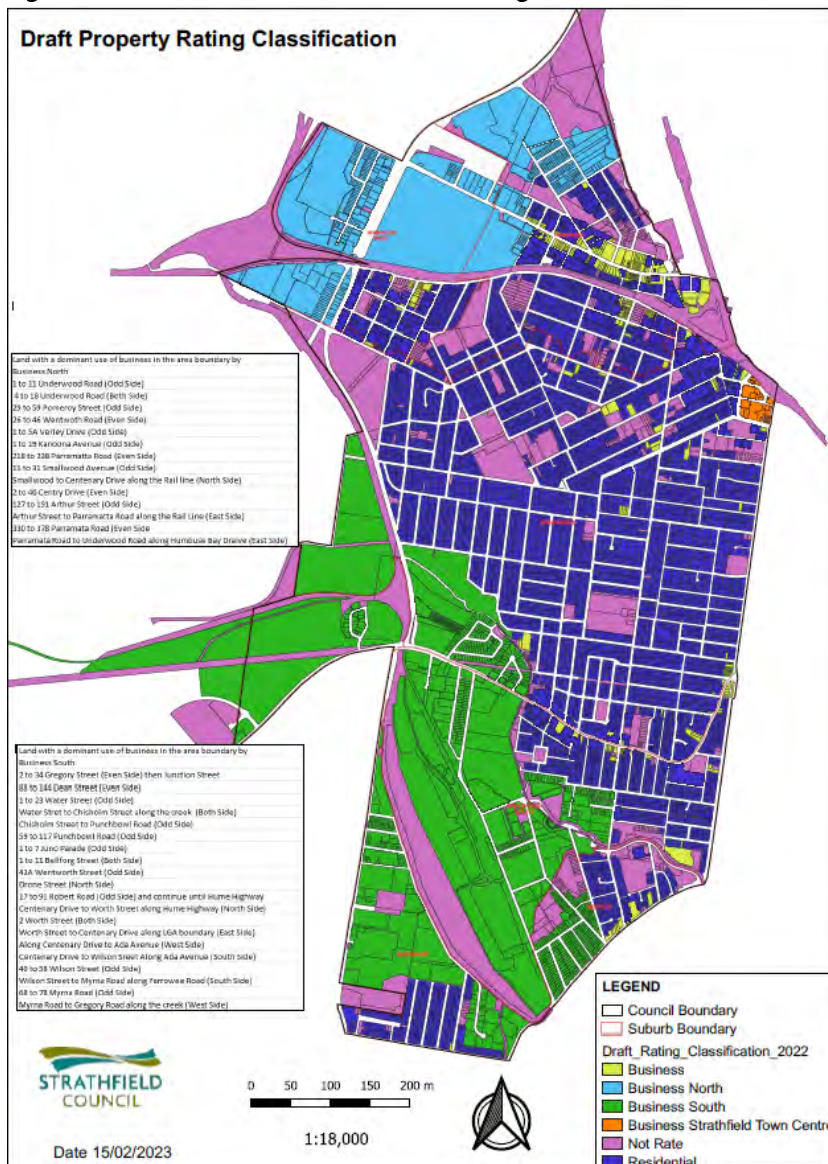 Draft Property Rating Classification
Land with a dominant use of business in the area boundary by
Business North
1 to 11 Underwood Road (Odd Side)
4 to 18 Underwood Road (Both Side)
29 to 59 Pomeroy Street (Odd Side)
26 to 46 Wentwoth Road (Even Side)
1 to 5A Verley Drive (Odd Side)
1 to 19 Kanoona Avenue (Odd Side)
218 to 238 Parramatta Road (Even Side)
11 to 31 Smallwood Avenue (Odd Side)
Smallwood to Centenary Drive along the Rail line (North Side)
2 to 46 Centry Drive (Even Side)
127 to 191 Arthur Street (Odd Side)
Arthur Street to Parramatta Road along the Rail Line (East Side)
330 to 378 Parramata Road (Even Side
Parramata Road to Underwood Road along Humbuse Bay Draive (East Side)
Land with a dominant use of business in the area boundary by
Business South
2 to 34 Gregory Street (Even Side) then Junction Street
83 to 144 Dean Street (Even Side)
1 to 23 Water Street (Odd Side)
Water Stret to Chisholm Street along the creek (Both Side)
Chisholm Street to Punchbowl Road (Odd Side)
59 to 117 Punchbowl Road (Odd Side)
1 to 7 Juno Parade (Odd Side)
1 to 11 Bellforg Street (Both Side)
43A Wentworth Street (Odd Side)
Drone Street (North Side)
17 to 91 Robert Road (Odd Side) and continue until Hume Highway
Centenary Drive to Worth Street along Hume Highway (North Side)
2 Worth Street (Both Side)
Worth Street to Centenary Drive along LGA boundary (East Side)
Along Centenary Drive to Ada Avenue (West Side)
Centenary Drive to Wilson Sreet Along Ada Avenue (South Side)
40 to 58 Wilson Street (Odd Side)
Wilson Street to Myrna Road along Farrowee Road (South Side)
68 to 78 Myrna Road (Odd Side)
Myrna Road to Gregory Road along the creek (West Side)
STRATHFIELD
COUNCIL
Date 15/02/2023
0 50 100 150 200 m
1:18,000
LEGEND
Council Boundary
Suburb Boundary
Draft_Rating_Classification_2022
Business
Business North
Business South
Business Strathfield Town Centre
Not Rate
Residential